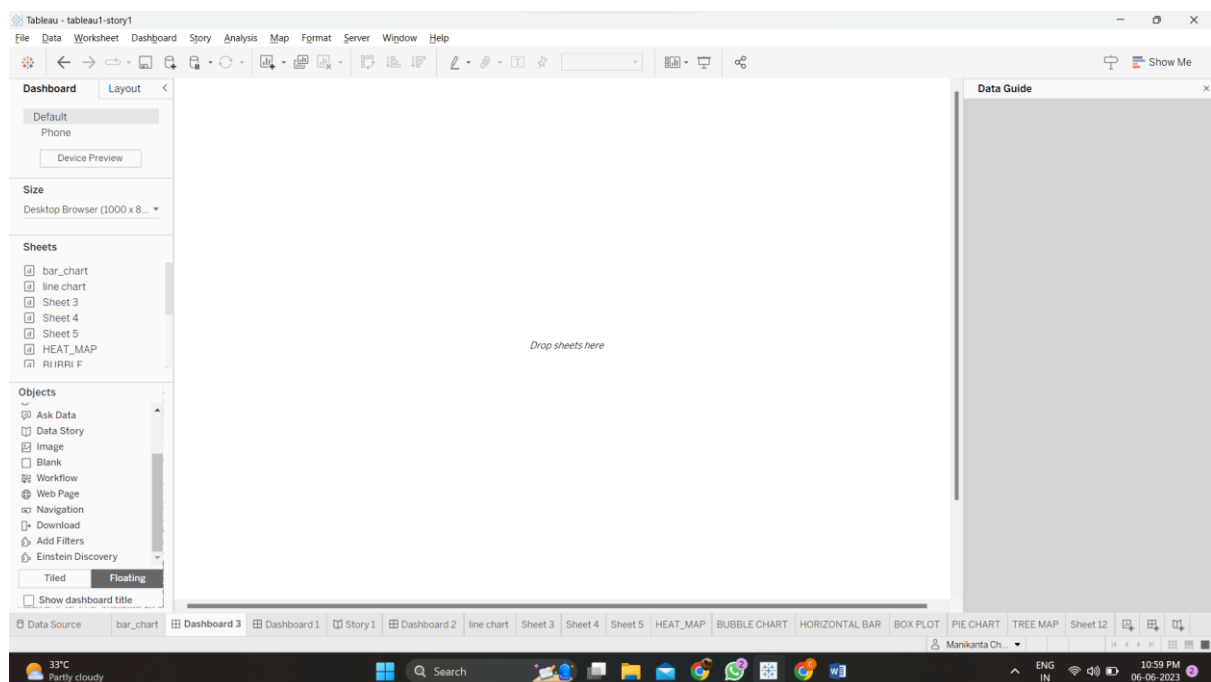 Tableau - tableau1-story1
File Data Worksheet Dashboard Story Analysis Map Format Server Window Help
Show Me
Dashboard Layout
Default
Phone
Device Preview
Size
Desktop Browser (1000 x 8...
Sheets
bar_chart
line chart
Sheet 3
Sheet 4
Sheet 5
HEAT_MAP
BUBBLE
Objects
Ask Data
Data Story
Image
Blank
Workflow
Web Page
Navigation
Download
Add Filters
Einstein Discovery
Tiled Floating
Show dashboard title
Drop sheets here
Data Guide
Data Source bar_chart Dashboard 3 Dashboard 1 Story 1 Dashboard 2 line chart Sheet 3 Sheet 4 Sheet 5 HEAT_MAP BUBBLE CHART HORIZONTAL BAR BOX PLOT PIE CHART TREE MAP Sheet 12
Manikanta Ch...
33°C
Partly cloudy
Search
ENG
IN
10:59 PM
06-06-2023
2